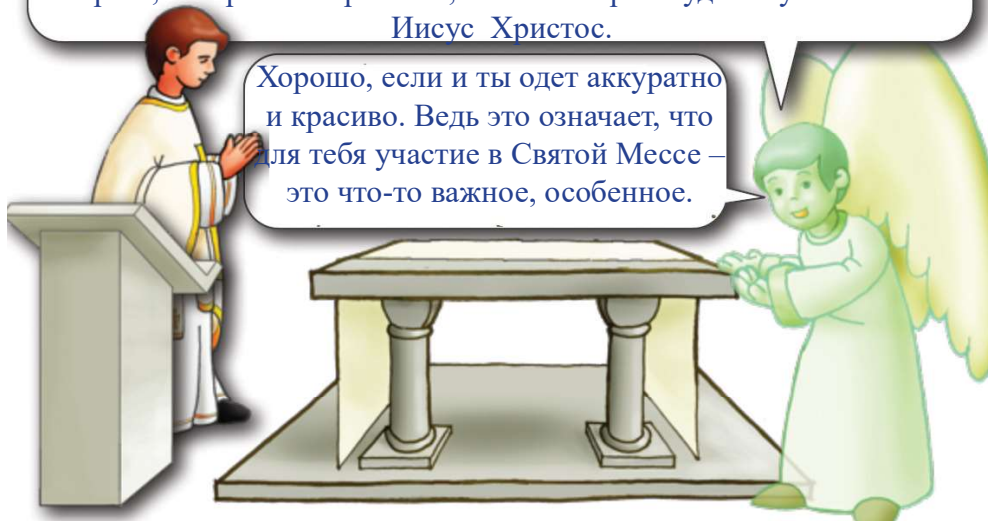 Иисус Христос.
Хорошо, если и ты одет аккуратно
и красиво. Ведь это означает, что
для тебя участие в Святой Мессе –
это что-то важное, особенное.